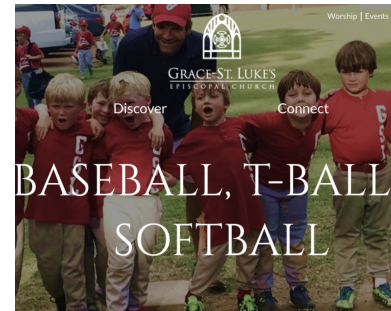 Worship | Events
GRACE-ST. LUKE'S
EPISCOPAL CHURCH
Discover
Connect
BASEBALL, T-BALL
SOFTBALL